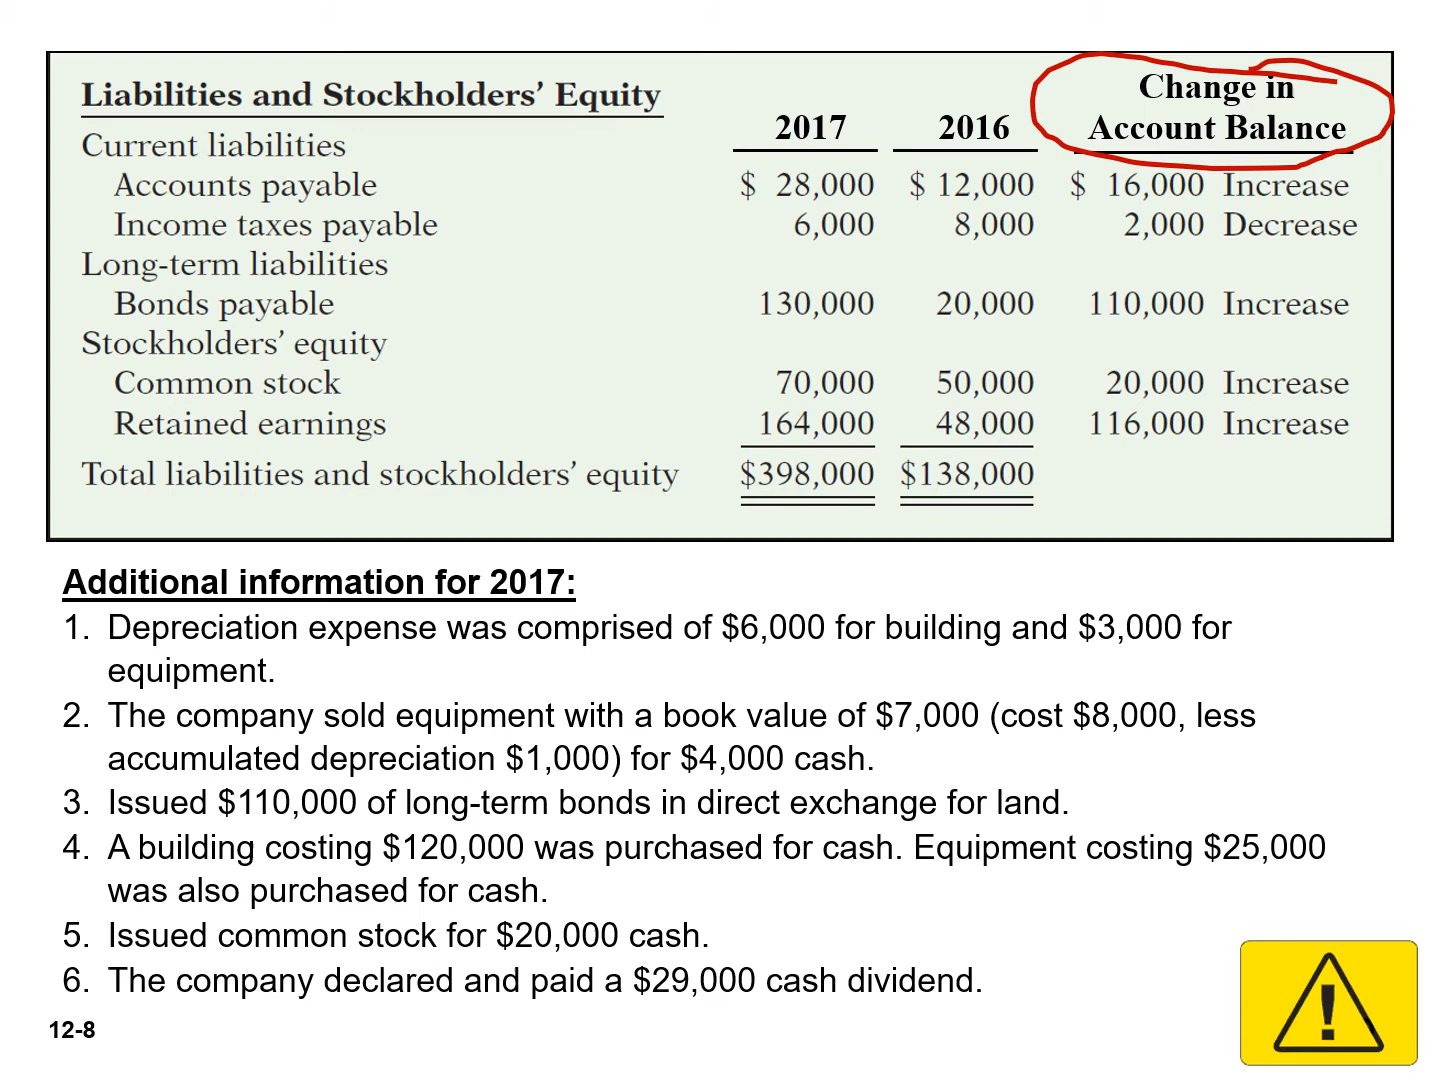 Liabilities and Stockholders' Equity 2017 2016 Change in Account Balance
Current liabilities
Accounts payable $ 28,000 $ 12,000 $ 16,000 Increase
Income taxes payable 6,000 8,000 2,000 Decrease
Long-term liabilities
Bonds payable 130,000 20,000 110,000 Increase
Stockholders' equity
Common stock 70,000 50,000 20,000 Increase
Retained earnings 164,000 48,000 116,000 Increase
Total liabilities and stockholders' equity $398,000 $138,000
Additional information for 2017:
1. Depreciation expense was comprised of $6,000 for building and $3,000 for
equipment.
2. The company sold equipment with a book value of $7,000 (cost $8,000, less
accumulated depreciation $1,000) for $4,000 cash.
3. Issued $110,000 of long-term bonds in direct exchange for land.
4. A building costing $120,000 was purchased for cash. Equipment costing $25,000
was also purchased for cash.
5. Issued common stock for $20,000 cash.
6. The company declared and paid a $29,000 cash dividend.
12-8